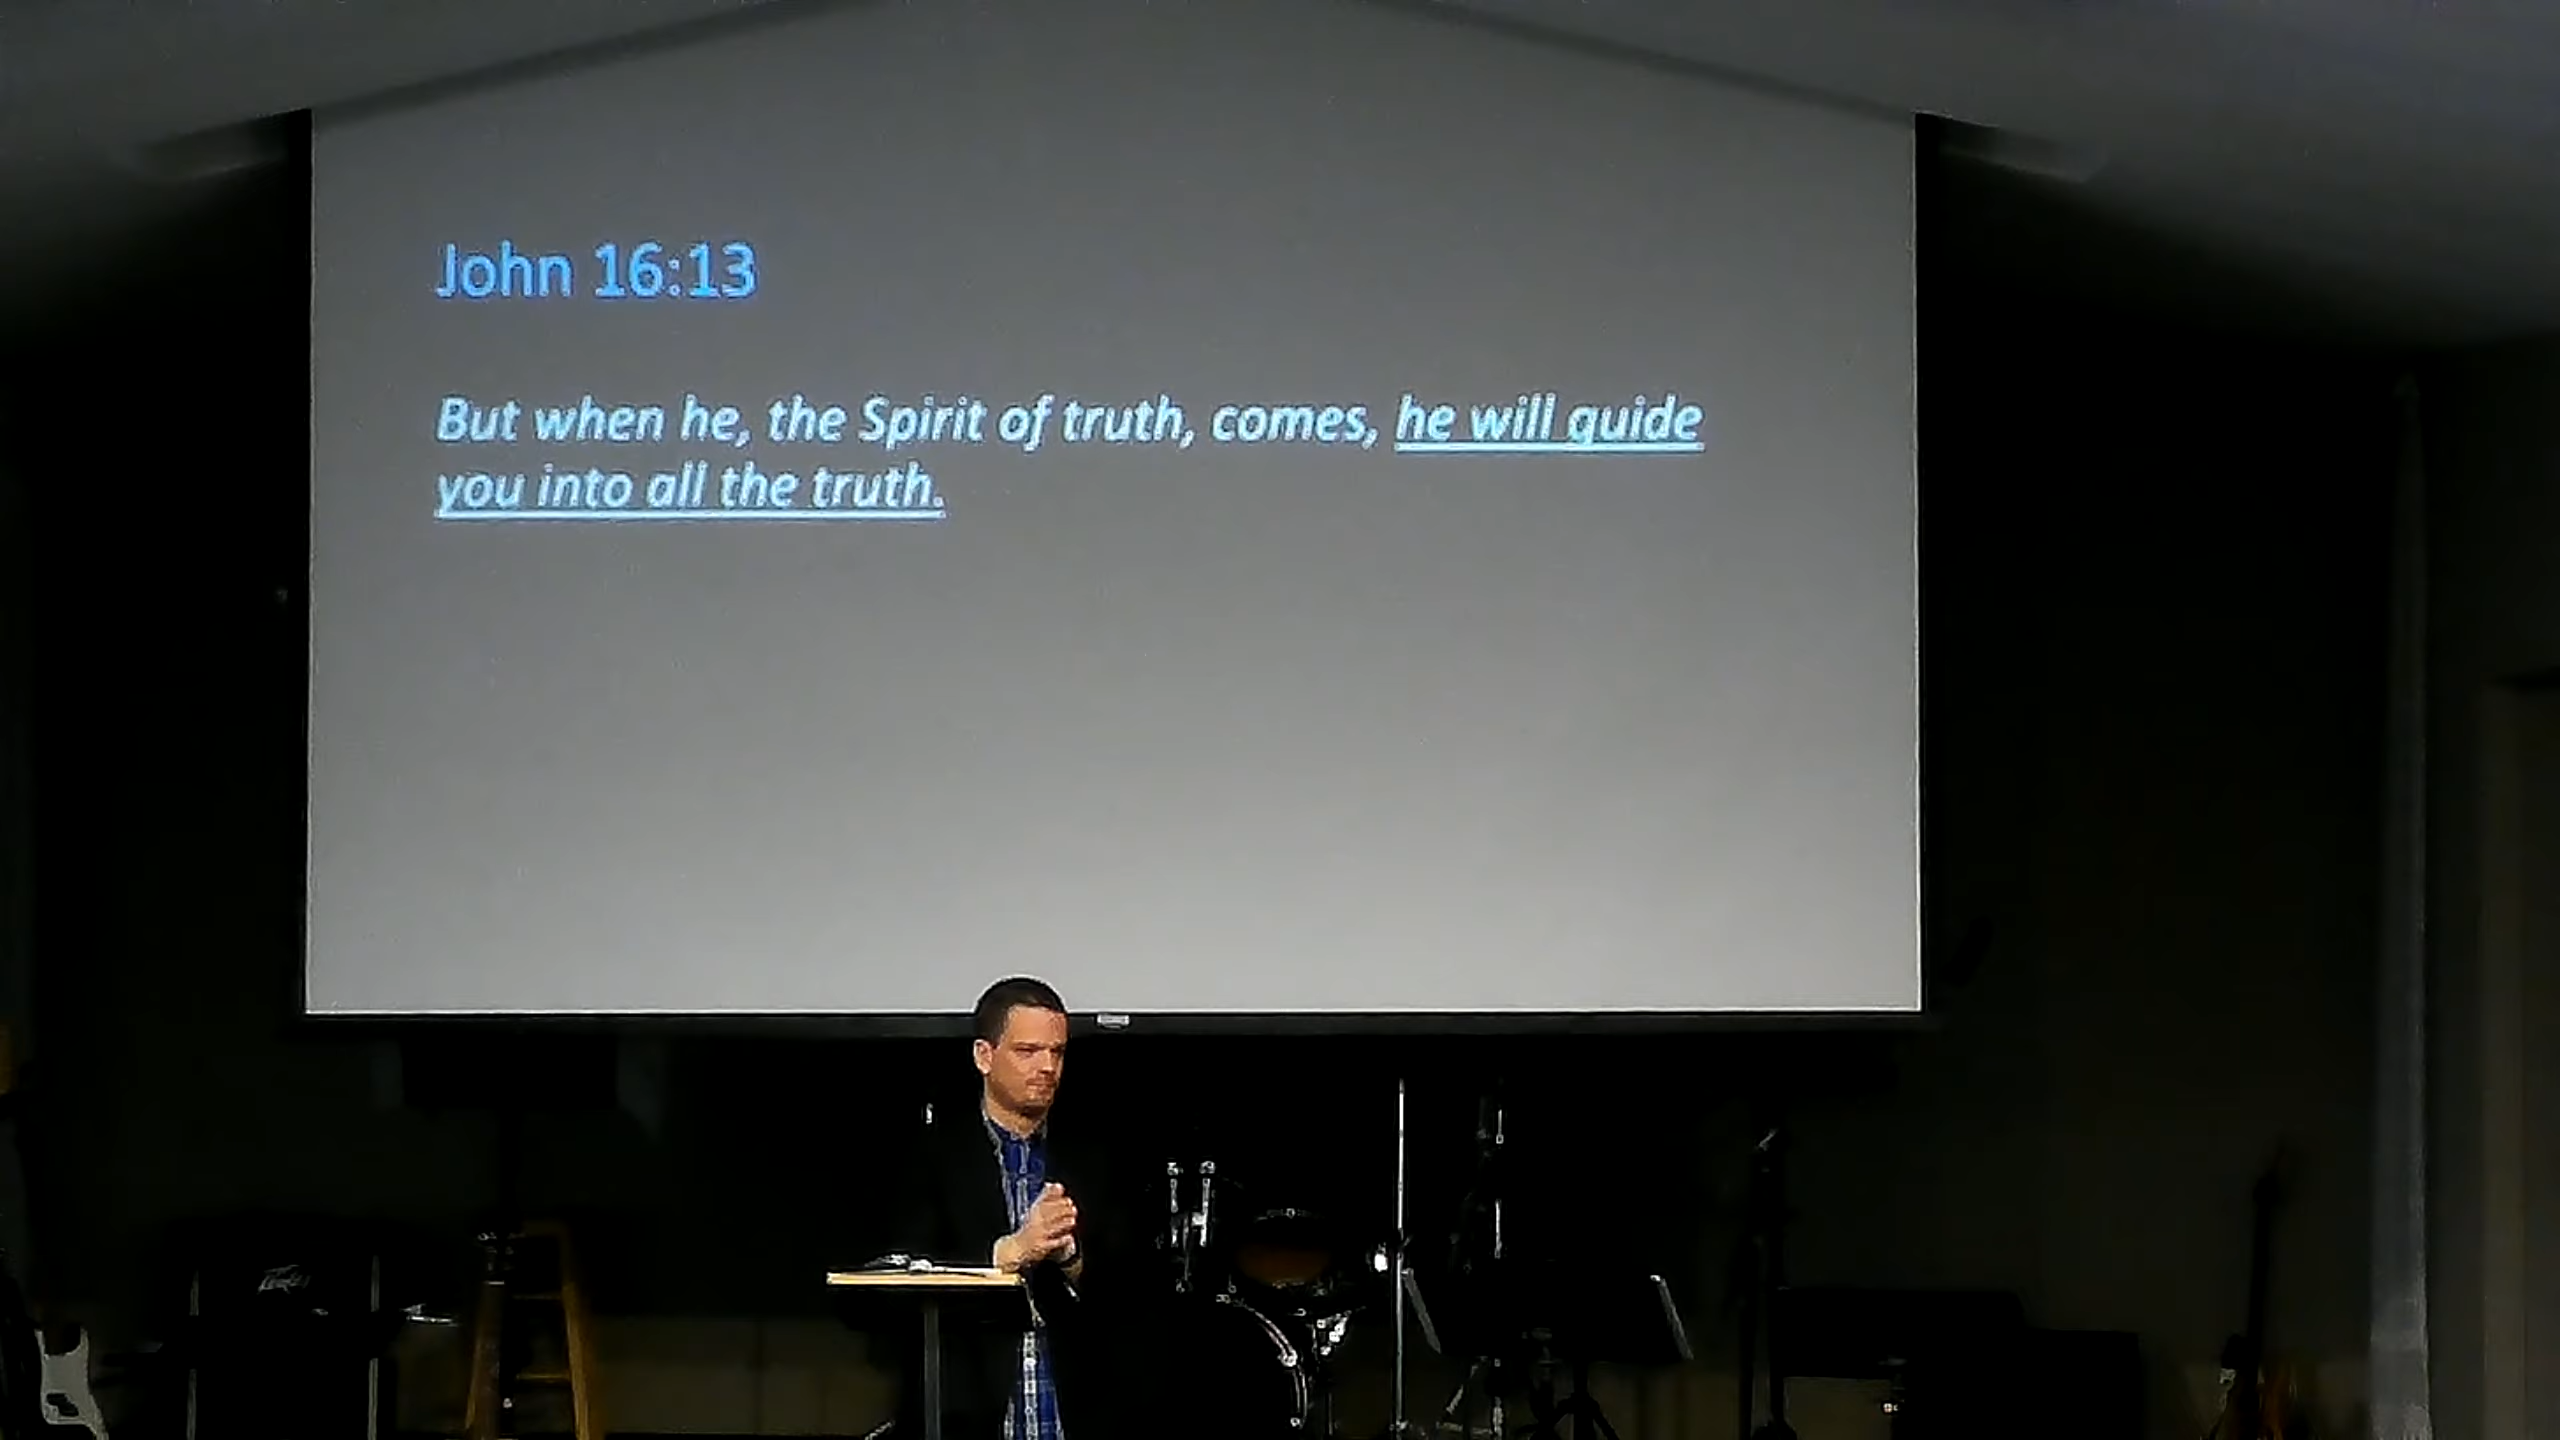 John 16:13
But when he, the Spirit of truth, comes, he will guide
you into all the truth.